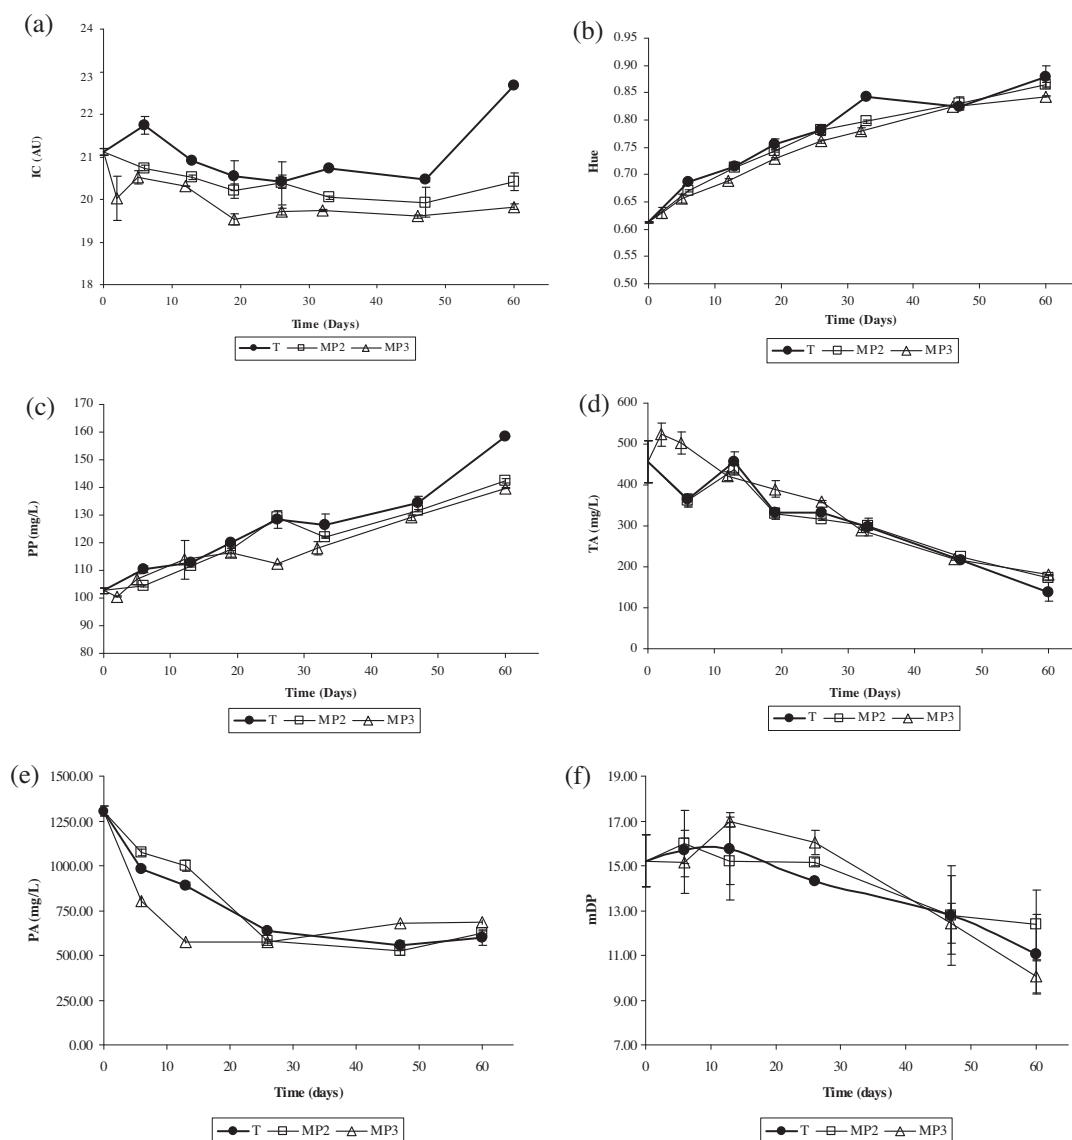 (a)
24
23
22
21
20
19
18
IC (AU)
0 10 20 30 40 50 60
Time (Days)
T MP2 MP3
(b)
0.95
0.90
0.85
0.80
0.75
0.70
0.65
0.60
0.55
0.50
Hue
0 10 20 30 40 50 60
Time (Days)
T MP2 MP3
(c)
170
160
150
140
130
120
110
100
90
80
PP (mg/L)
0 10 20 30 40 50 60
Time (Days)
T MP2 MP3
(d)
600
500
400
300
200
100
0
TA (mg/L)
0 10 20 30 40 50 60
Time (Days)
T MP2 MP3
(e)
1500.00
1250.00
1000.00
750.00
500.00
250.00
0.00
PA (mg/L)
0 10 20 30 40 50 60
Time (days)
T MP2 MP3
(f)
19.00
17.00
15.00
13.00
11.00
9.00
7.00
mDP
0 10 20 30 40 50 60
Time (days)
T MP2 MP3